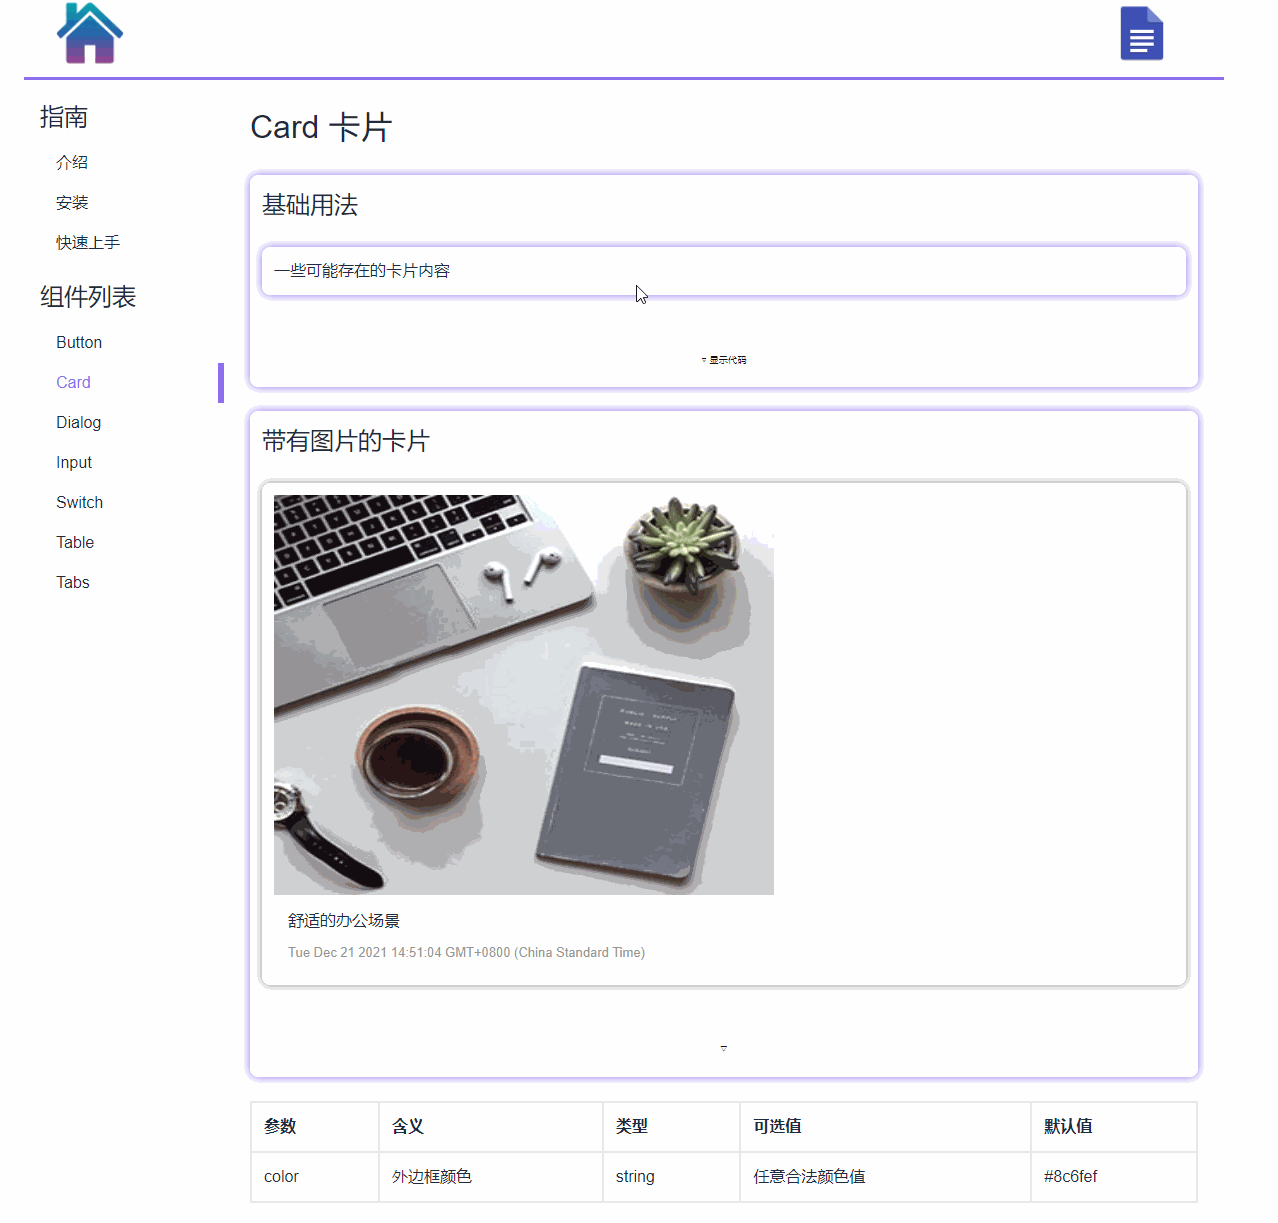 指南
介绍
安装
快速上手
组件列表
Button
Card
Dialog
Input
Switch
Table
Tabs
Card 卡片
基础用法
一些可能存在的卡片内容
▿ 显示代码
带有图片的卡片
舒适的办公场景
Tue Dec 21 2021 14:51:04 GMT+0800 (China Standard Time)
▿
参数 含义 类型 可选值 默认值
color 外边框颜色 string 任意合法颜色值 #8c6fef